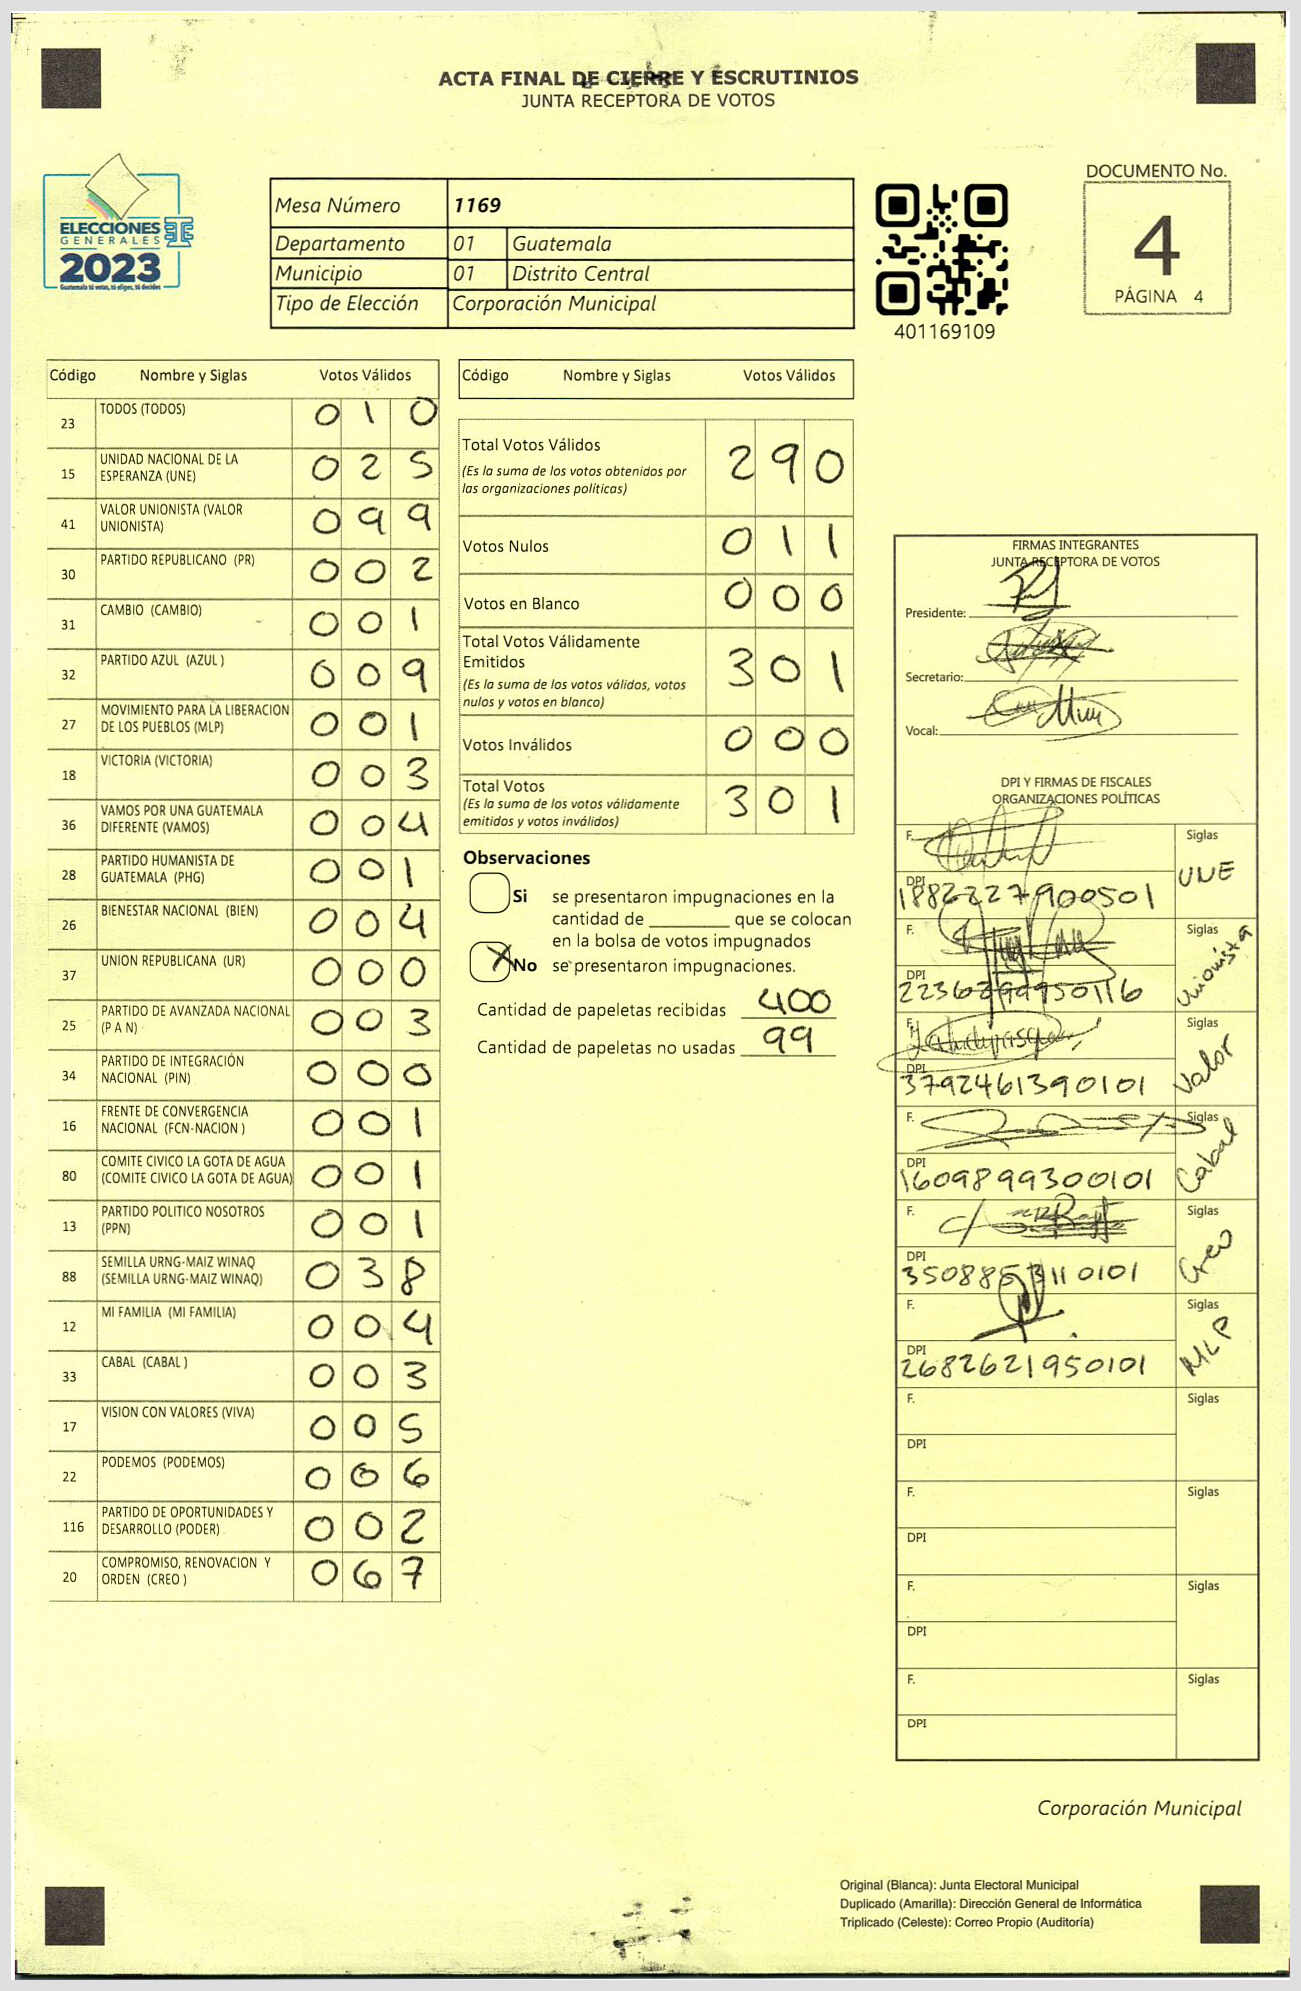 ACTA FINAL DE CIERRE Y ESCRUTINIOS
JUNTA RECEPTORA DE VOTOS
ELECCIONES
GENERALES
2023
Guatemala tú votas, tú eliges, tú decides
Mesa Número 1169
Departamento 01 Guatemala
Municipio 01 Distrito Central
Tipo de Elección Corporación Municipal
401169109
DOCUMENTO No.
4
PÁGINA 4
Código Nombre y Siglas Votos Válidos
23 TODOS (TODOS) 0 1 0
15 UNIDAD NACIONAL DE LA
ESPERANZA (UNE) 0 2 5
41 VALOR UNIONISTA (VALOR
UNIONISTA) 0 9 9
30 PARTIDO REPUBLICANO (PR) 0 0 2
31 CAMBIO (CAMBIO) 0 0 1
32 PARTIDO AZUL (AZUL ) 0 0 9
27 MOVIMIENTO PARA LA LIBERACION
DE LOS PUEBLOS (MLP) 0 0 1
18 VICTORIA (VICTORIA) 0 0 3
36 VAMOS POR UNA GUATEMALA
DIFERENTE (VAMOS) 0 0 4
28 PARTIDO HUMANISTA DE
GUATEMALA (PHG) 0 0 1
26 BIENESTAR NACIONAL (BIEN) 0 0 4
37 UNION REPUBLICANA (UR) 0 0 0
25 PARTIDO DE AVANZADA NACIONAL
(P A N) 0 0 3
34 PARTIDO DE INTEGRACIÓN
NACIONAL (PIN) 0 0 0
16 FRENTE DE CONVERGENCIA
NACIONAL (FCN-NACION ) 0 0 1
80 COMITE CIVICO LA GOTA DE AGUA
(COMITE CIVICO LA GOTA DE AGUA) 0 0 1
13 PARTIDO POLITICO NOSOTROS
(PPN) 0 0 1
88 SEMILLA URNG-MAIZ WINAQ
(SEMILLA URNG-MAIZ WINAQ) 0 3 8
12 MI FAMILIA (MI FAMILIA) 0 0 4
33 CABAL (CABAL ) 0 0 3
17 VISION CON VALORES (VIVA) 0 0 5
22 PODEMOS (PODEMOS) 0 0 6
116 PARTIDO DE OPORTUNIDADES Y
DESARROLLO (PODER) 0 0 2
20 COMPROMISO, RENOVACION Y
ORDEN (CREO ) 0 6 7
Código Nombre y Siglas Votos Válidos
Total Votos Válidos 2 9 0
(Es la suma de los votos obtenidos por
las organizaciones políticas)
Votos Nulos 0 1 1
Votos en Blanco 0 0 0
Total Votos Válidamente
Emitidos 3 0 1
(Es la suma de los votos válidos, votos
nulos y votos en blanco)
Votos Inválidos 0 0 0
Total Votos 3 0 1
(Es la suma de los votos válidamente
emitidos y votos inválidos)
Observaciones
Si se presentaron impugnaciones en la
cantidad de ________ que se colocan
en la bolsa de votos impugnados
X No se presentaron impugnaciones.
Cantidad de papeletas recibidas 400
Cantidad de papeletas no usadas 99
FIRMAS INTEGRANTES
JUNTA RECEPTORA DE VOTOS
Presidente:
Secretario:
Vocal:
DPI Y FIRMAS DE FISCALES
ORGANIZACIONES POLÍTICAS
F. Siglas
UNE
DPI
F. Siglas
Unionista
DPI
F. Siglas
Valor
DPI
3792461390101
F. Siglas
Cabal
DPI
1609899300101
F. Siglas
Creo
DPI
F. Siglas
MLP
DPI
2682621950101
F. Siglas
DPI
F. Siglas
DPI
F. Siglas
DPI
F. Siglas
DPI
Corporación Municipal
Original (Blanca): Junta Electoral Municipal
Duplicado (Amarilla): Dirección General de Informática
Triplicado (Celeste): Correo Propio (Auditoría)